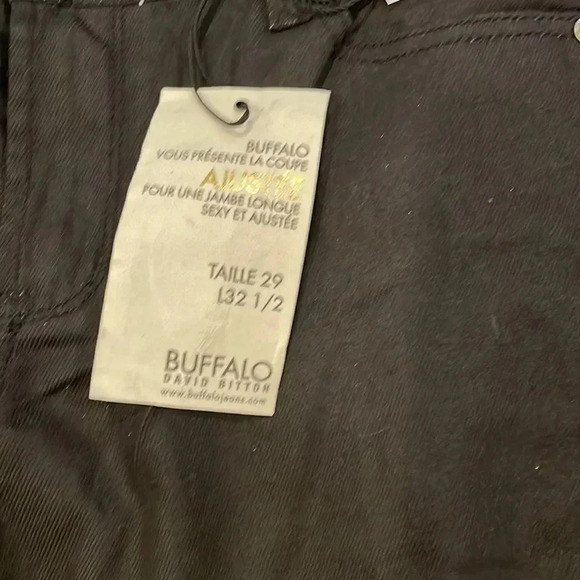 BUFFALO
VOUS PRÉSENTE LA COUPE
AJUSTÉE
POUR UNE JAMBE LONGUE
SEXY ET AJUSTÉE
TAILLE 29
L32 1/2
BUFFALO
DAVID BITTON
www.buffalojeans.com